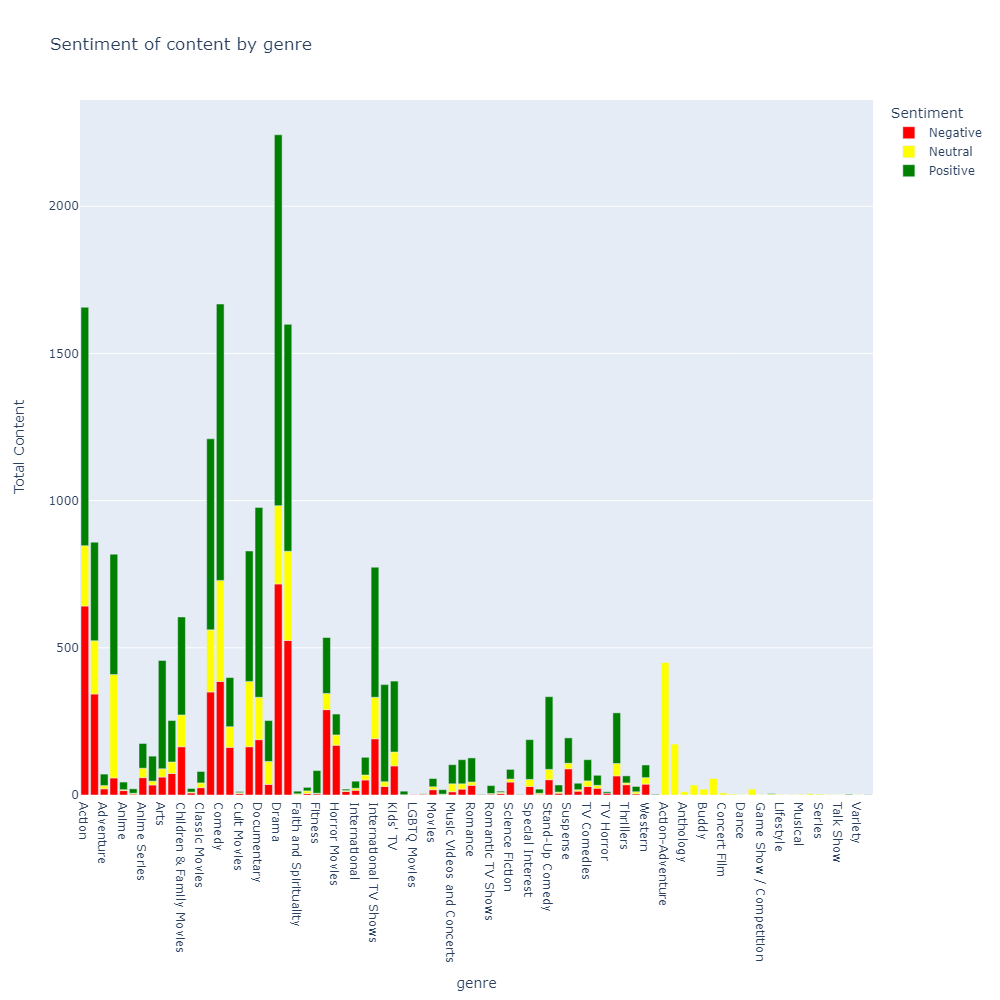 Sentiment of content by genre
Sentiment
Negative
Neutral
Positive
Total Content
2000
1500
1000
500
0
Action
Adventure
Anime
Anime Series
Arts
Children & Family Movies
Classic Movies
Comedy
Cult Movies
Documentary
Drama
Faith and Spirituality
Fitness
Horror Movies
International
International TV Shows
Kids' TV
LGBTQ Movies
Movies
Music Videos and Concerts
Romance
Romantic TV Shows
Science Fiction
Special Interest
Stand-Up Comedy
Suspense
TV Comedies
TV Horror
Thrillers
Western
Action-Adventure
Anthology
Buddy
Concert Film
Dance
Game Show / Competition
Lifestyle
Musical
Series
Talk Show
Variety
genre